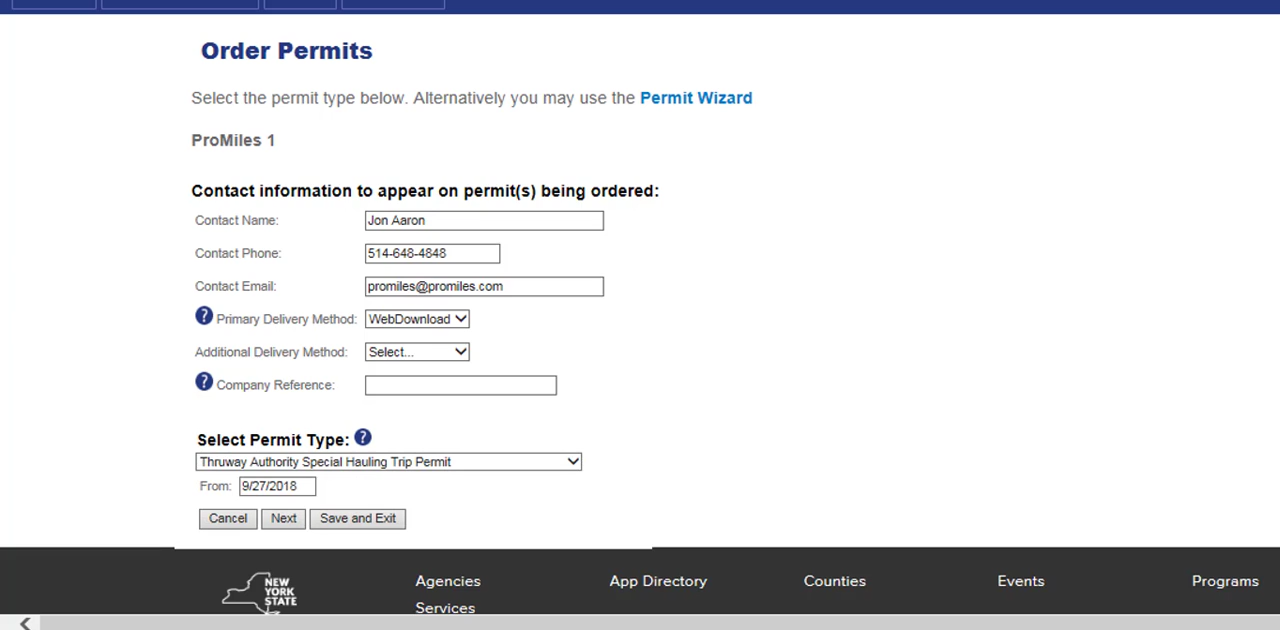 Order Permits
Select the permit type below. Alternatively you may use the Permit Wizard
ProMiles 1
Contact information to appear on permit(s) being ordered:
Contact Name: Jon Aaron
Contact Phone: 514-648-4848
Contact Email: promiles@promiles.com
? Primary Delivery Method: WebDownload
Additional Delivery Method: Select...
? Company Reference:
Select Permit Type: ?
Thruway Authority Special Hauling Trip Permit
From: 9/27/2018
Cancel Next Save and Exit
NEW YORK STATE
Agencies App Directory Counties Events Programs
Services